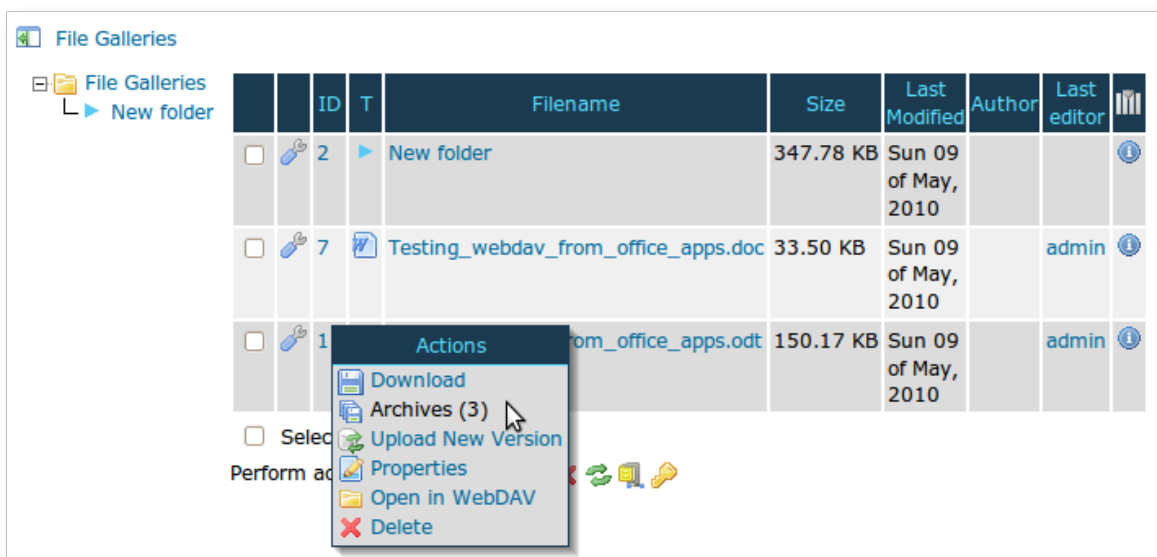 File Galleries
File Galleries
New folder
ID T Filename Size Last Modified Author Last editor
2 New folder 347.78 KB Sun 09 of May, 2010
7 Testing_webdav_from_office_apps.doc 33.50 KB Sun 09 of May, 2010 admin
1 om_office_apps.odt 150.17 KB Sun 09 of May, 2010 admin
Actions
Download
Archives (3)
Upload New Version
Properties
Open in WebDAV
Delete
Selec
Perform ac